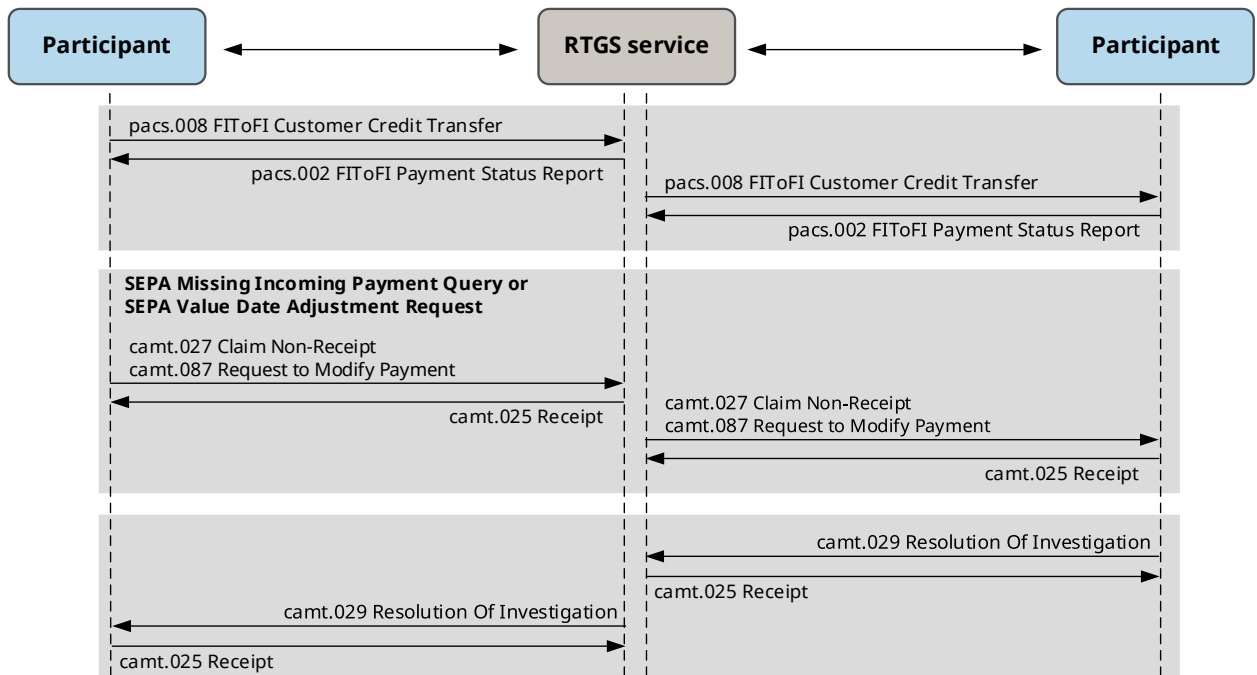 Participant
RTGS service
Participant
pacs.008 FIToFI Customer Credit Transfer
pacs.002 FIToFI Payment Status Report
pacs.008 FIToFI Customer Credit Transfer
pacs.002 FIToFI Payment Status Report
SEPA Missing Incoming Payment Query or
SEPA Value Date Adjustment Request
camt.027 Claim Non-Receipt
camt.087 Request to Modify Payment
camt.025 Receipt
camt.027 Claim Non-Receipt
camt.087 Request to Modify Payment
camt.025 Receipt
camt.029 Resolution Of Investigation
camt.025 Receipt
camt.029 Resolution Of Investigation
camt.025 Receipt